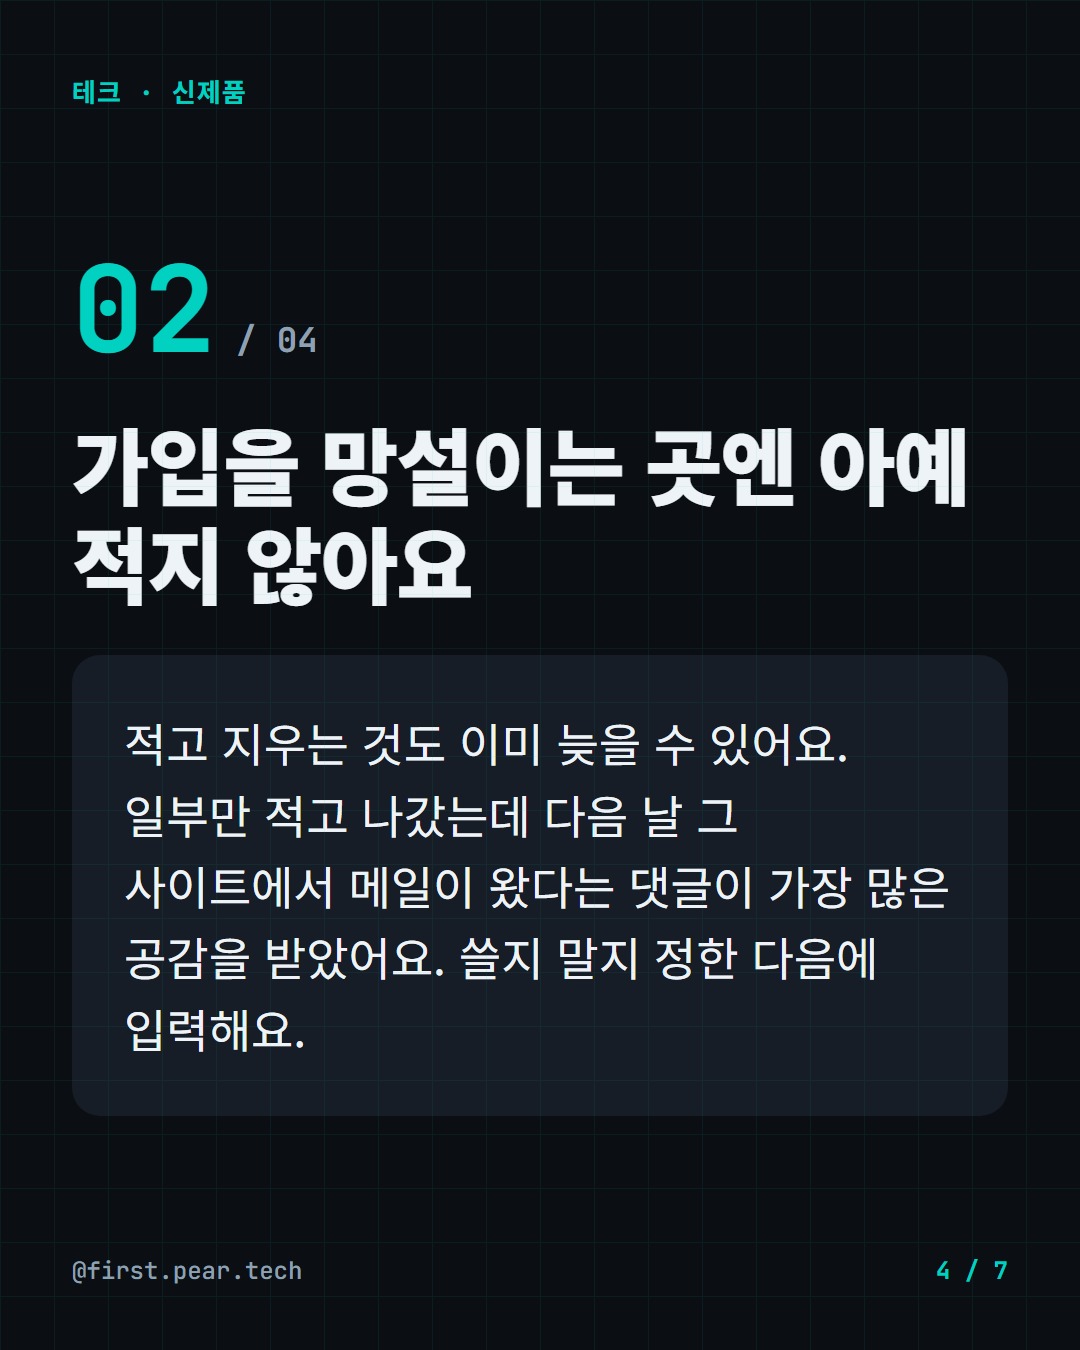 테크 · 신제품
02 / 04
가입을 망설이는 곳엔 아예
적지 않아요
적고 지우는 것도 이미 늦을 수 있어요.
일부만 적고 나갔는데 다음 날 그
사이트에서 메일이 왔다는 댓글이 가장 많은
공감을 받았어요. 쓸지 말지 정한 다음에
입력해요.
@first.pear.tech
4 / 7